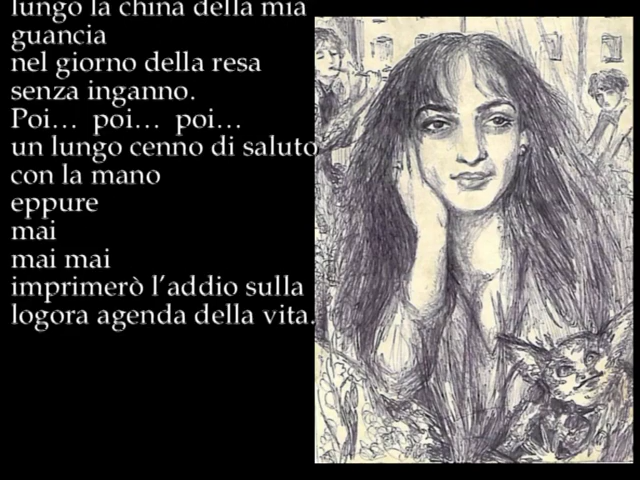 lungo la china della mia
guancia
nel giorno della resa
senza inganno.
Poi... poi... poi...
un lungo cenno di saluto
con la mano
eppure
mai
mai mai
imprimerò l'addio sulla
logora agenda della vita.